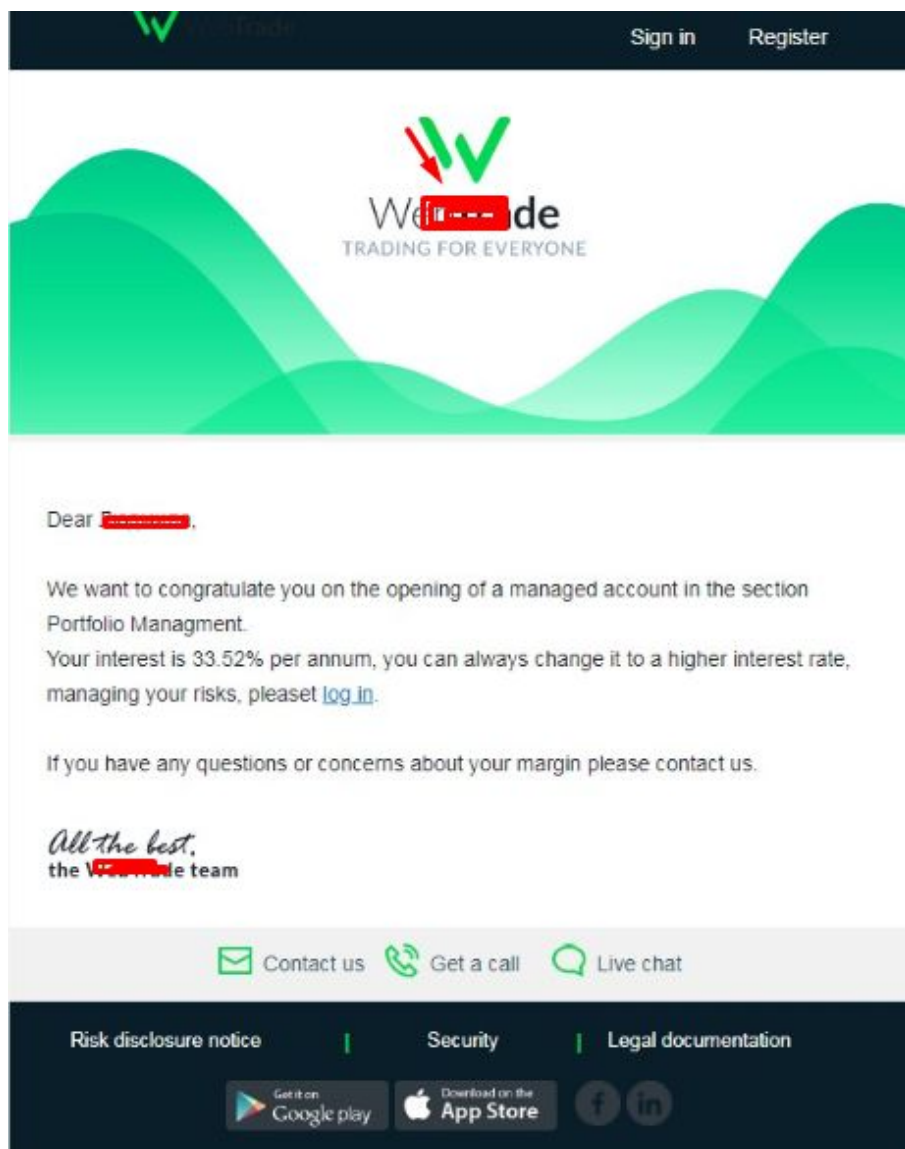 WebTrade
Sign in Register
TRADING FOR EVERYONE
Dear
We want to congratulate you on the opening of a managed account in the section
Portfolio Managment.
Your interest is 33.52% per annum, you can always change it to a higher interest rate,
managing your risks, pleaset log in.
If you have any questions or concerns about your margin please contact us.
All the best,
the team
Contact us Get a call Live chat
Risk disclosure notice | Security | Legal documentation
Get it on
Google play
Download on the
App Store
f in